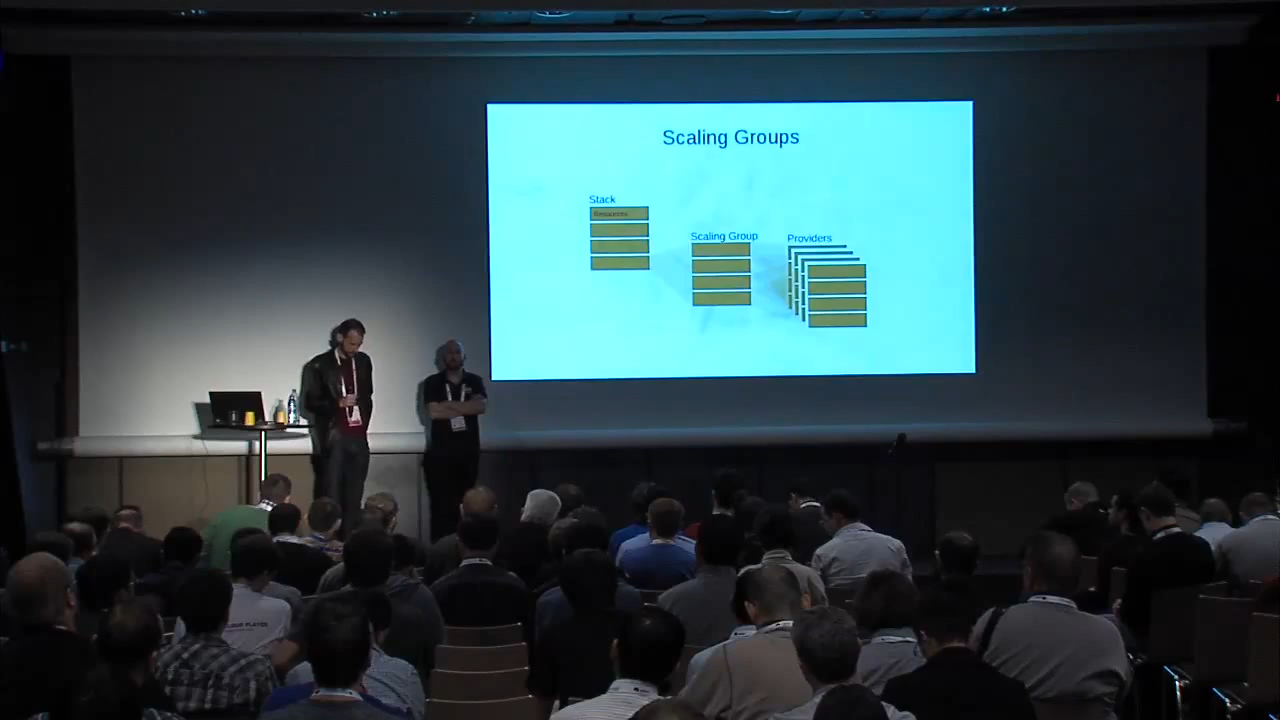 Scaling Groups
Stack
Resources
Scaling Group
Providers